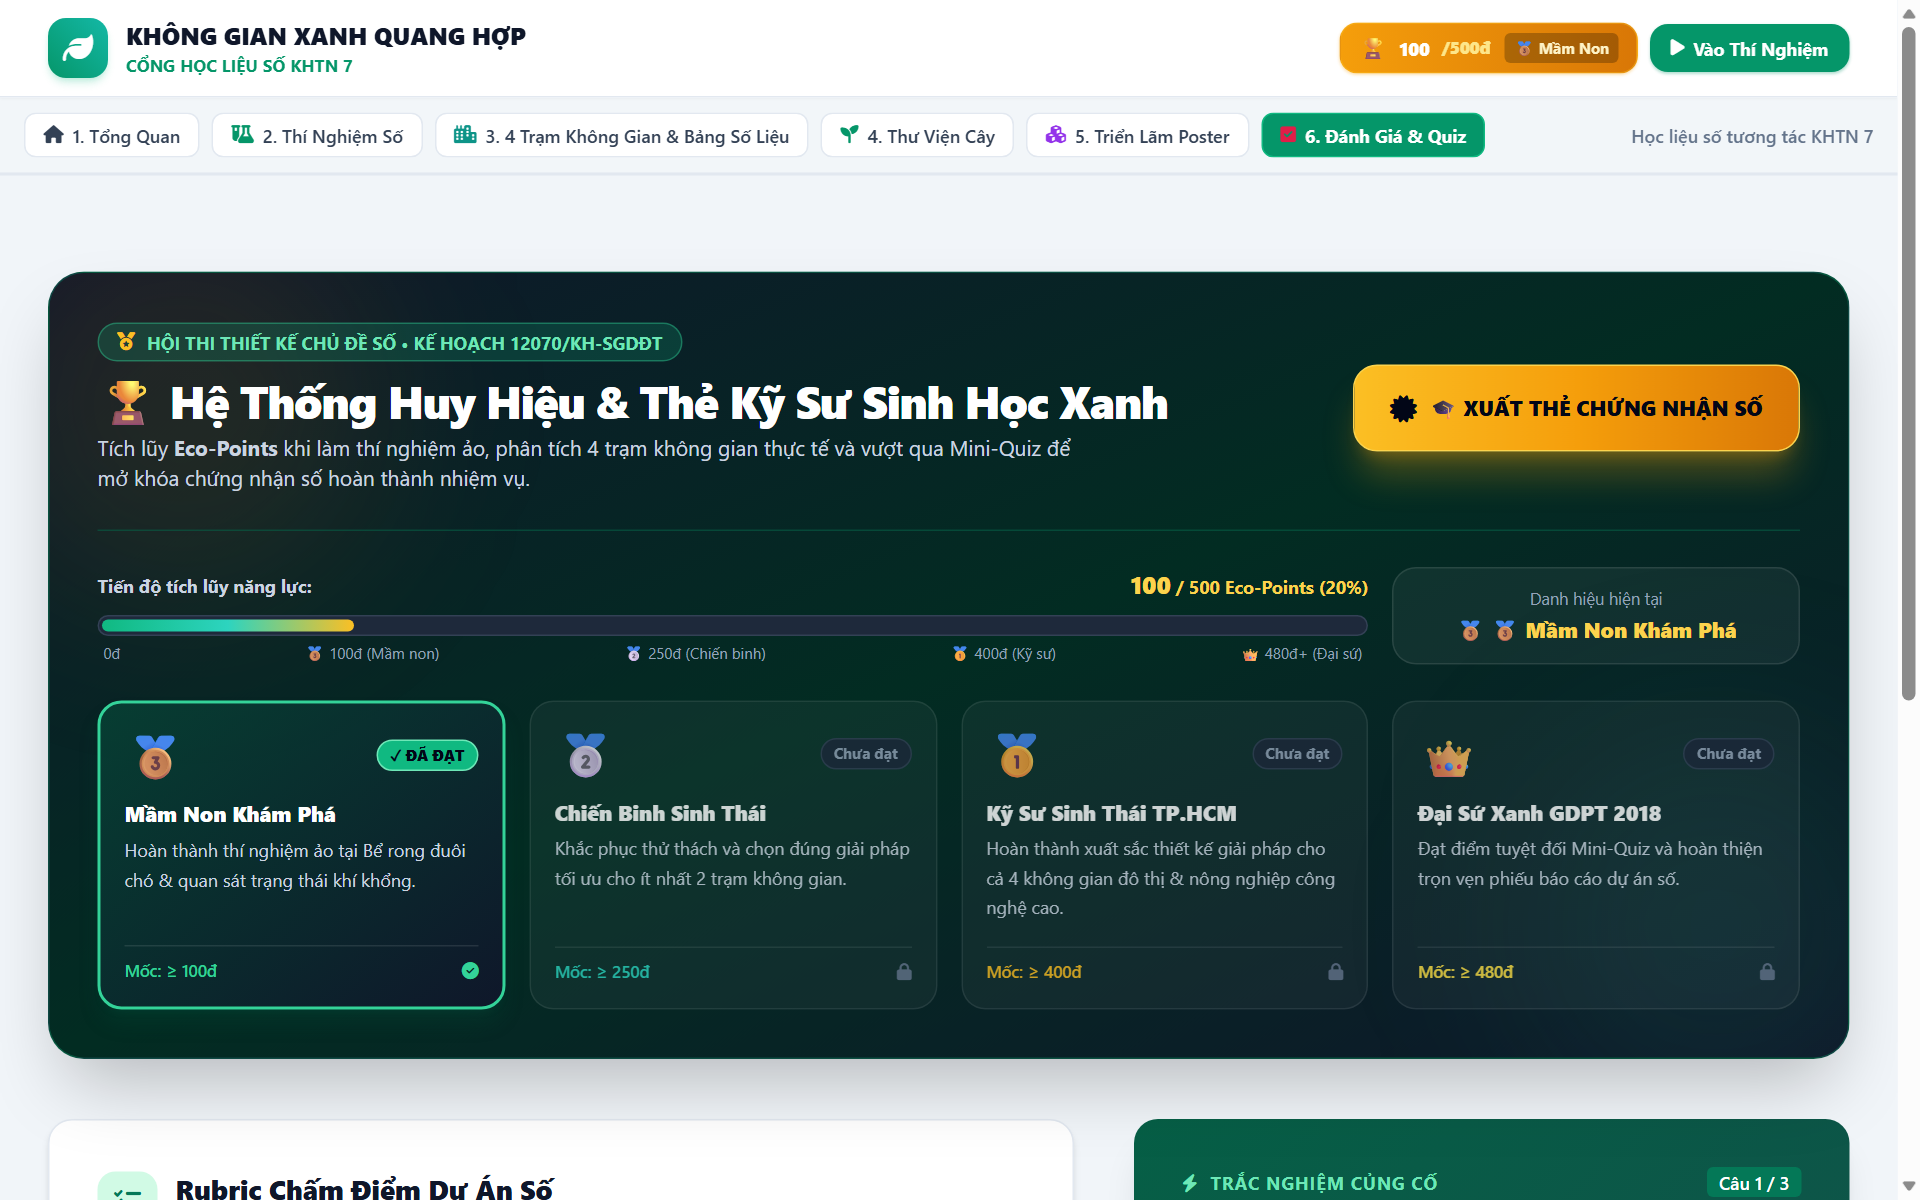 KHÔNG GIAN XANH QUANG HỢP
CỔNG HỌC LIỆU SỐ KHTN 7
100 /500đ Mầm Non
Vào Thí Nghiệm
1. Tổng Quan
2. Thí Nghiệm Số
3. 4 Trạm Không Gian & Bảng Số Liệu
4. Thư Viện Cây
5. Triển Lãm Poster
6. Đánh Giá & Quiz
Học liệu số tương tác KHTN 7
HỘI THI THIẾT KẾ CHỦ ĐỀ SỐ • KẾ HOẠCH 12070/KH-SGDĐT
Hệ Thống Huy Hiệu & Thẻ Kỹ Sư Sinh Học Xanh
Tích lũy Eco-Points khi làm thí nghiệm ảo, phân tích 4 trạm không gian thực tế và vượt qua Mini-Quiz để
mở khóa chứng nhận số hoàn thành nhiệm vụ.
XUẤT THẺ CHỨNG NHẬN SỐ
Tiến độ tích lũy năng lực:
100 / 500 Eco-Points (20%)
0đ
100đ (Mầm non)
250đ (Chiến binh)
400đ (Kỹ sư)
480đ+ (Đại sứ)
Danh hiệu hiện tại
Mầm Non Khám Phá
3
✓ ĐÃ ĐẠT
Mầm Non Khám Phá
Hoàn thành thí nghiệm ảo tại Bể rong đuôi
chó & quan sát trạng thái khí khổng.
Mốc: ≥ 100đ
2
Chưa đạt
Chiến Binh Sinh Thái
Khắc phục thử thách và chọn đúng giải pháp
tối ưu cho ít nhất 2 trạm không gian.
Mốc: ≥ 250đ
1
Chưa đạt
Kỹ Sư Sinh Thái TP.HCM
Hoàn thành xuất sắc thiết kế giải pháp cho
cả 4 không gian đô thị & nông nghiệp công
nghệ cao.
Mốc: ≥ 400đ
Chưa đạt
Đại Sứ Xanh GDPT 2018
Đạt điểm tuyệt đối Mini-Quiz và hoàn thiện
trọn vẹn phiếu báo cáo dự án số.
Mốc: ≥ 480đ
Rubric Chấm Điểm Dự Án Số
TRẮC NGHIỆM CỦNG CỐ
Câu 1 / 3